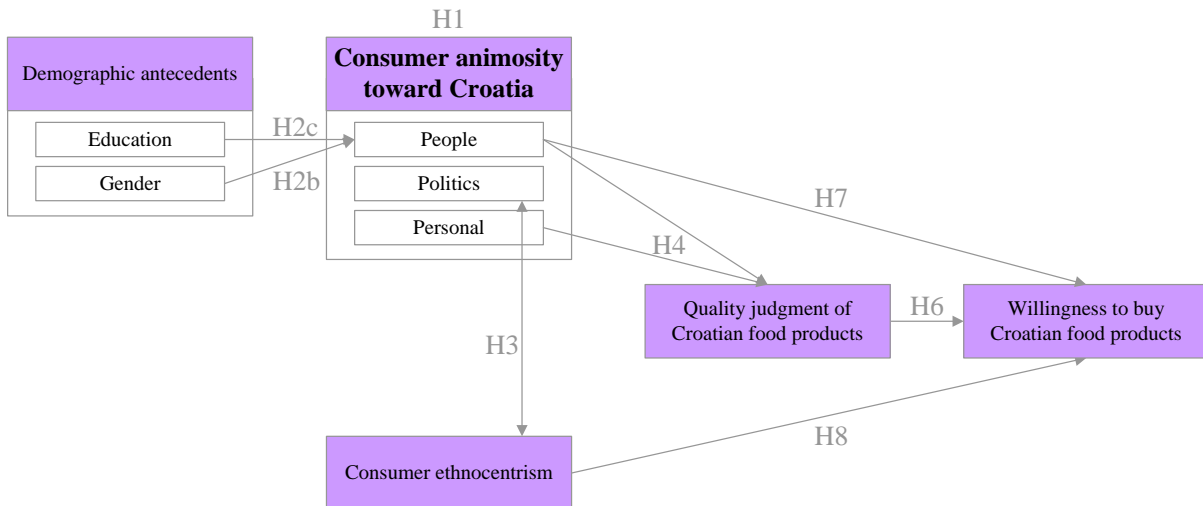 H1
Demographic antecedents
Consumer animosity
toward Croatia
Education
H2c
People
Gender
H2b
Politics
H7
Personal
H4
Quality judgment of
Croatian food products
H6
Willingness to buy
Croatian food products
H3
H8
Consumer ethnocentrism